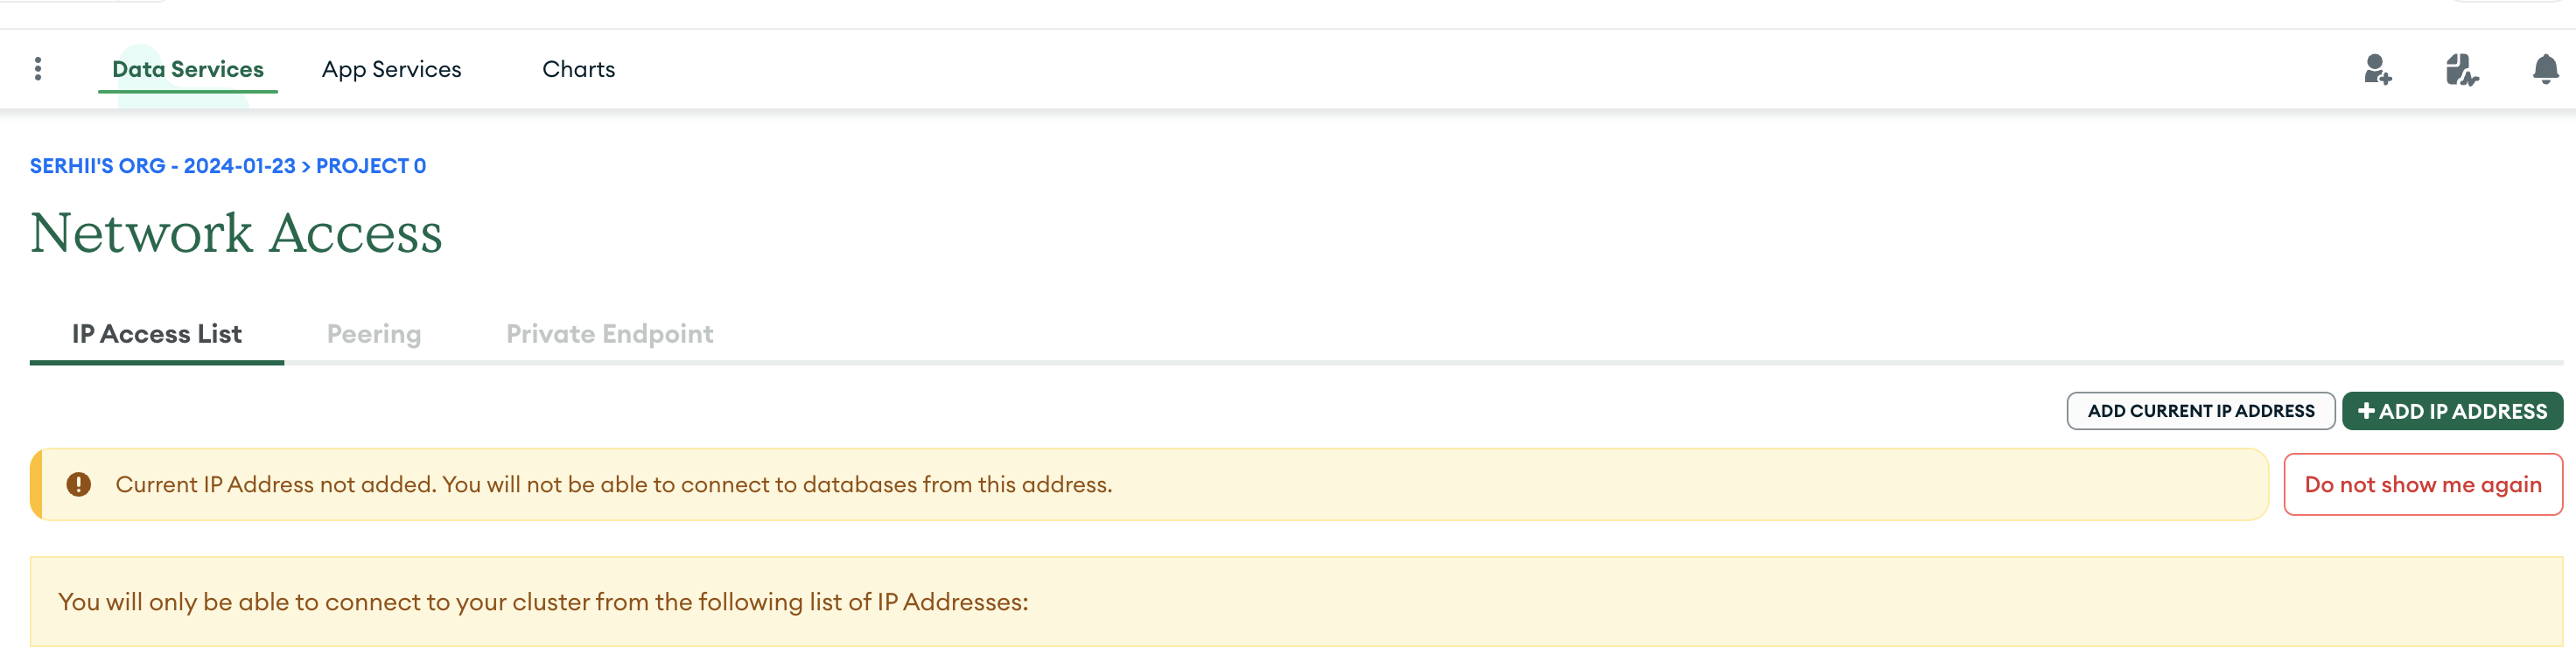 Data Services App Services Charts
SERHII'S ORG - 2024-01-23 > PROJECT 0
Network Access
IP Access List Peering Private Endpoint
ADD CURRENT IP ADDRESS + ADD IP ADDRESS
Current IP Address not added. You will not be able to connect to databases from this address. Do not show me again
You will only be able to connect to your cluster from the following list of IP Addresses: